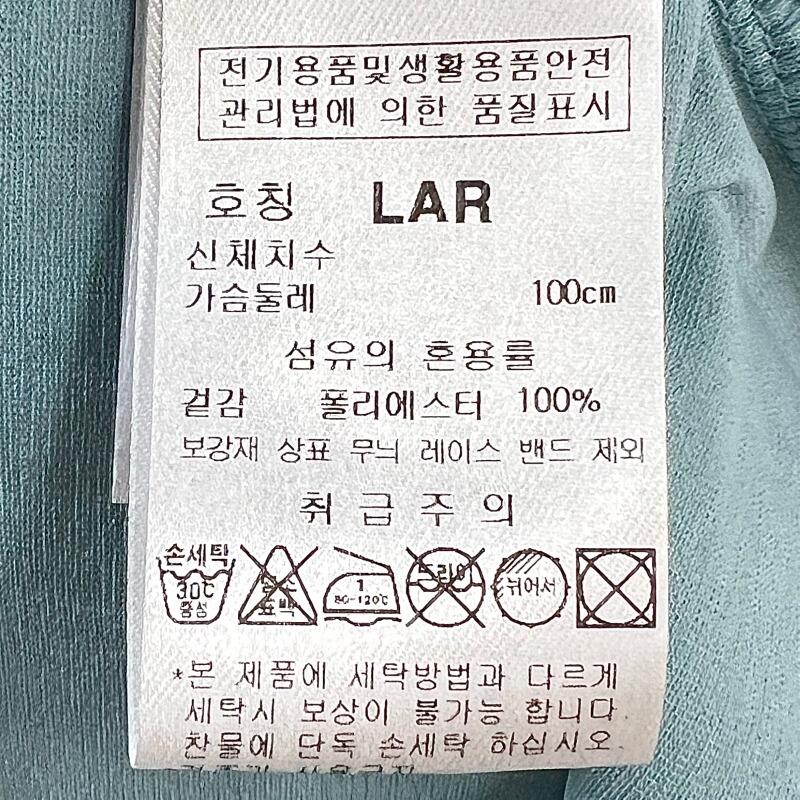 전기용품및생활용품안전
관리법에 의한 품질표시
호칭 LAR
신체치수
가슴둘레 100cm
섬유의 혼용률
겉감 폴리에스터 100%
보강재 상표 무늬 레이스 밴드 제외
취급주의
손세탁
30℃
중성
표백
1
80-120℃
드라이
뉘어서
*본 제품에 세탁방법과 다르게
세탁시 보상이 불가능 합니다.
찬물에 단독 손세탁 하십시오.